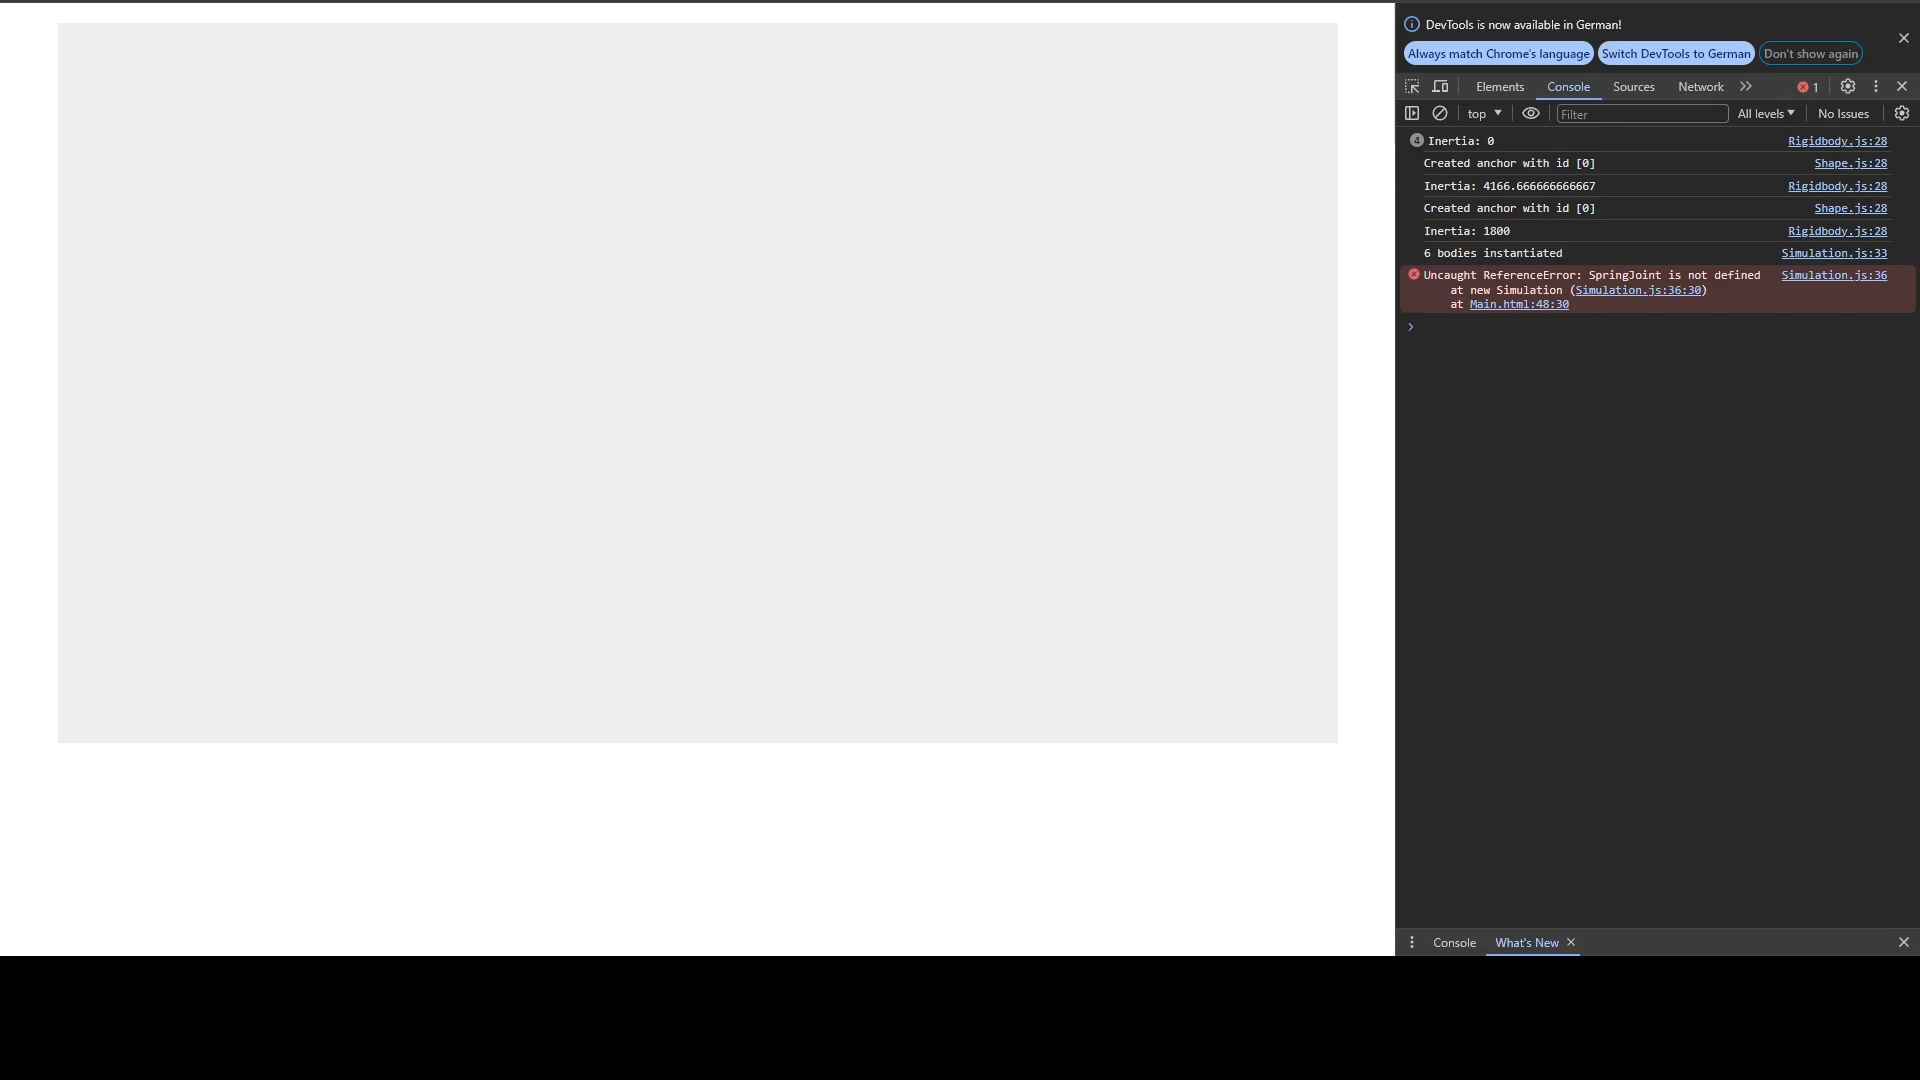 DevTools is now available in German!
Always match Chrome's language Switch DevTools to German Don't show again
Elements Console Sources Network 1
top Filter All levels No Issues
4 Inertia: 0 Rigidbody.js:28
Created anchor with id [0] Shape.js:28
Inertia: 4166.666666666667 Rigidbody.js:28
Created anchor with id [0] Shape.js:28
Inertia: 1800 Rigidbody.js:28
6 bodies instantiated Simulation.js:33
Uncaught ReferenceError: SpringJoint is not defined Simulation.js:36
at new Simulation (Simulation.js:36:30)
at Main.html:48:30
Console What's New